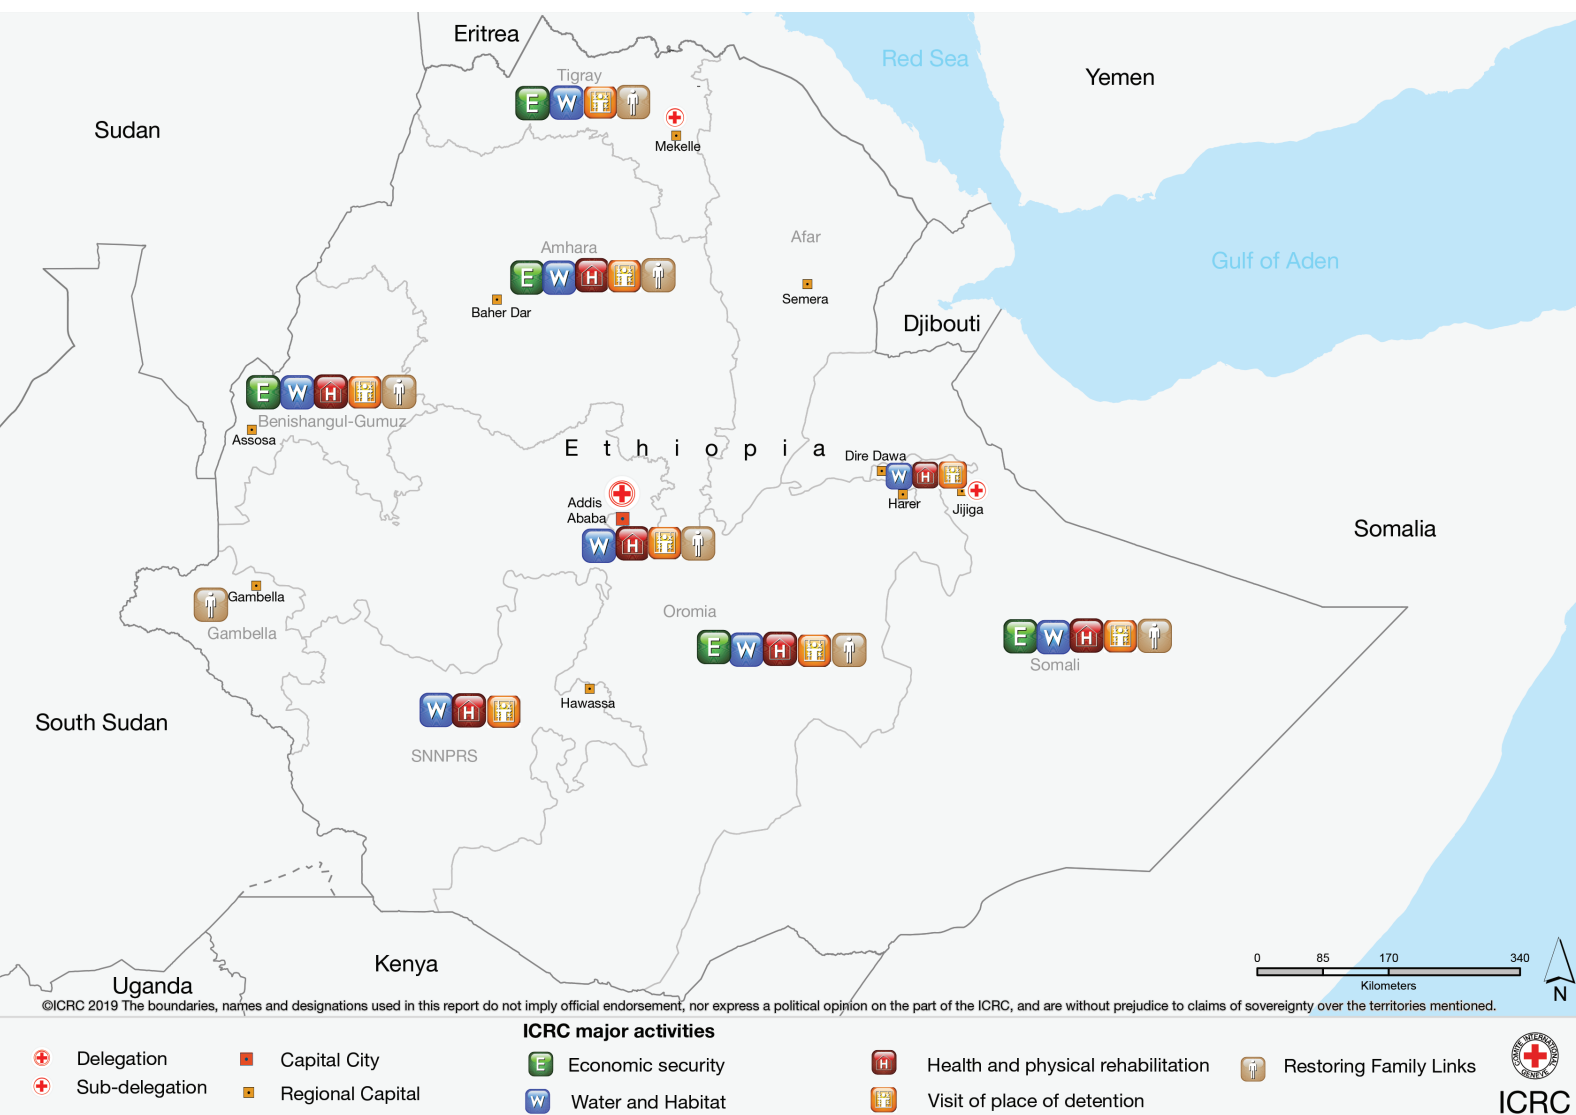 Eritrea
Red Sea
Yemen
Tigray
E W
Sudan
Mekelle
Afar
Amhara
E W H
Gulf of Aden
Semera
Baher Dar
Djibouti
E W H
Benishangul-Gumuz
Assosa
Ethiopia
Dire Dawa
W H
Harer
Jijiga
Addis
Ababa
W H
Somalia
Gambella
Gambella
Oromia
E W H
E W H
Somali
Hawassa
W H
SNNPRS
South Sudan
Kenya
Uganda
0 85 170 340
Kilometers
N
©ICRC 2019 The boundaries, names and designations used in this report do not imply official endorsement, nor express a political opinion on the part of the ICRC, and are without prejudice to claims of sovereignty over the territories mentioned.
ICRC major activities
Delegation
Sub-delegation
Capital City
Regional Capital
E Economic security
W Water and Habitat
H Health and physical rehabilitation
Visit of place of detention
Restoring Family Links
COMITE INTERNATIONAL GENEVE
ICRC